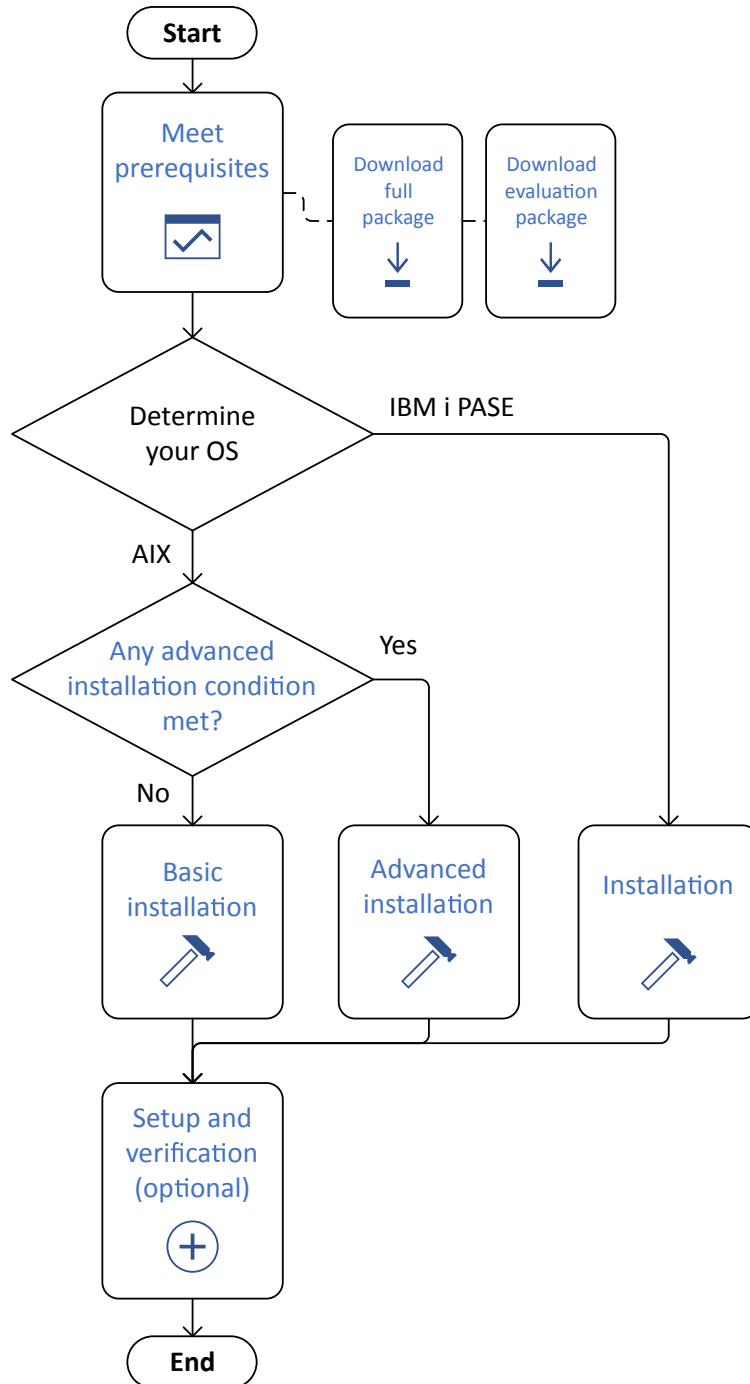 Start
Meet
prerequisites
Download
full
package
Download
evaluation
package
Determine
your OS
IBM i PASE
AIX
Any advanced
installation condition
met?
Yes
No
Basic
installation
Advanced
installation
Installation
Setup and
verification
(optional)
End